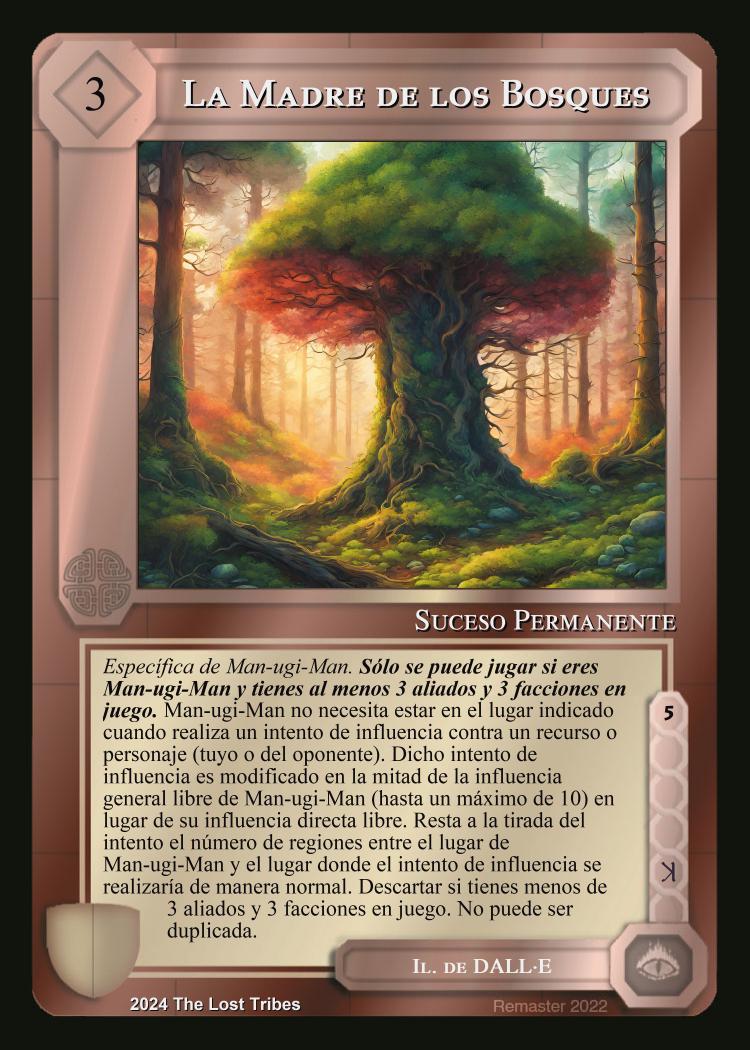 3
La Madre de los Bosques
Suceso Permanente
Específica de Man-ugi-Man. Sólo se puede jugar si eres
Man-ugi-Man y tienes al menos 3 aliados y 3 facciones en
juego. Man-ugi-Man no necesita estar en el lugar indicado
cuando realiza un intento de influencia contra un recurso o
personaje (tuyo o del oponente). Dicho intento de
influencia es modificado en la mitad de la influencia
general libre de Man-ugi-Man (hasta un máximo de 10) en
lugar de su influencia directa libre. Resta a la tirada del
intento el número de regiones entre el lugar de
Man-ugi-Man y el lugar donde el intento de influencia se
realizaría de manera normal. Descartar si tienes menos de
3 aliados y 3 facciones en juego. No puede ser
duplicada.
5
Il. de DALL·E
2024 The Lost Tribes
Remaster 2022